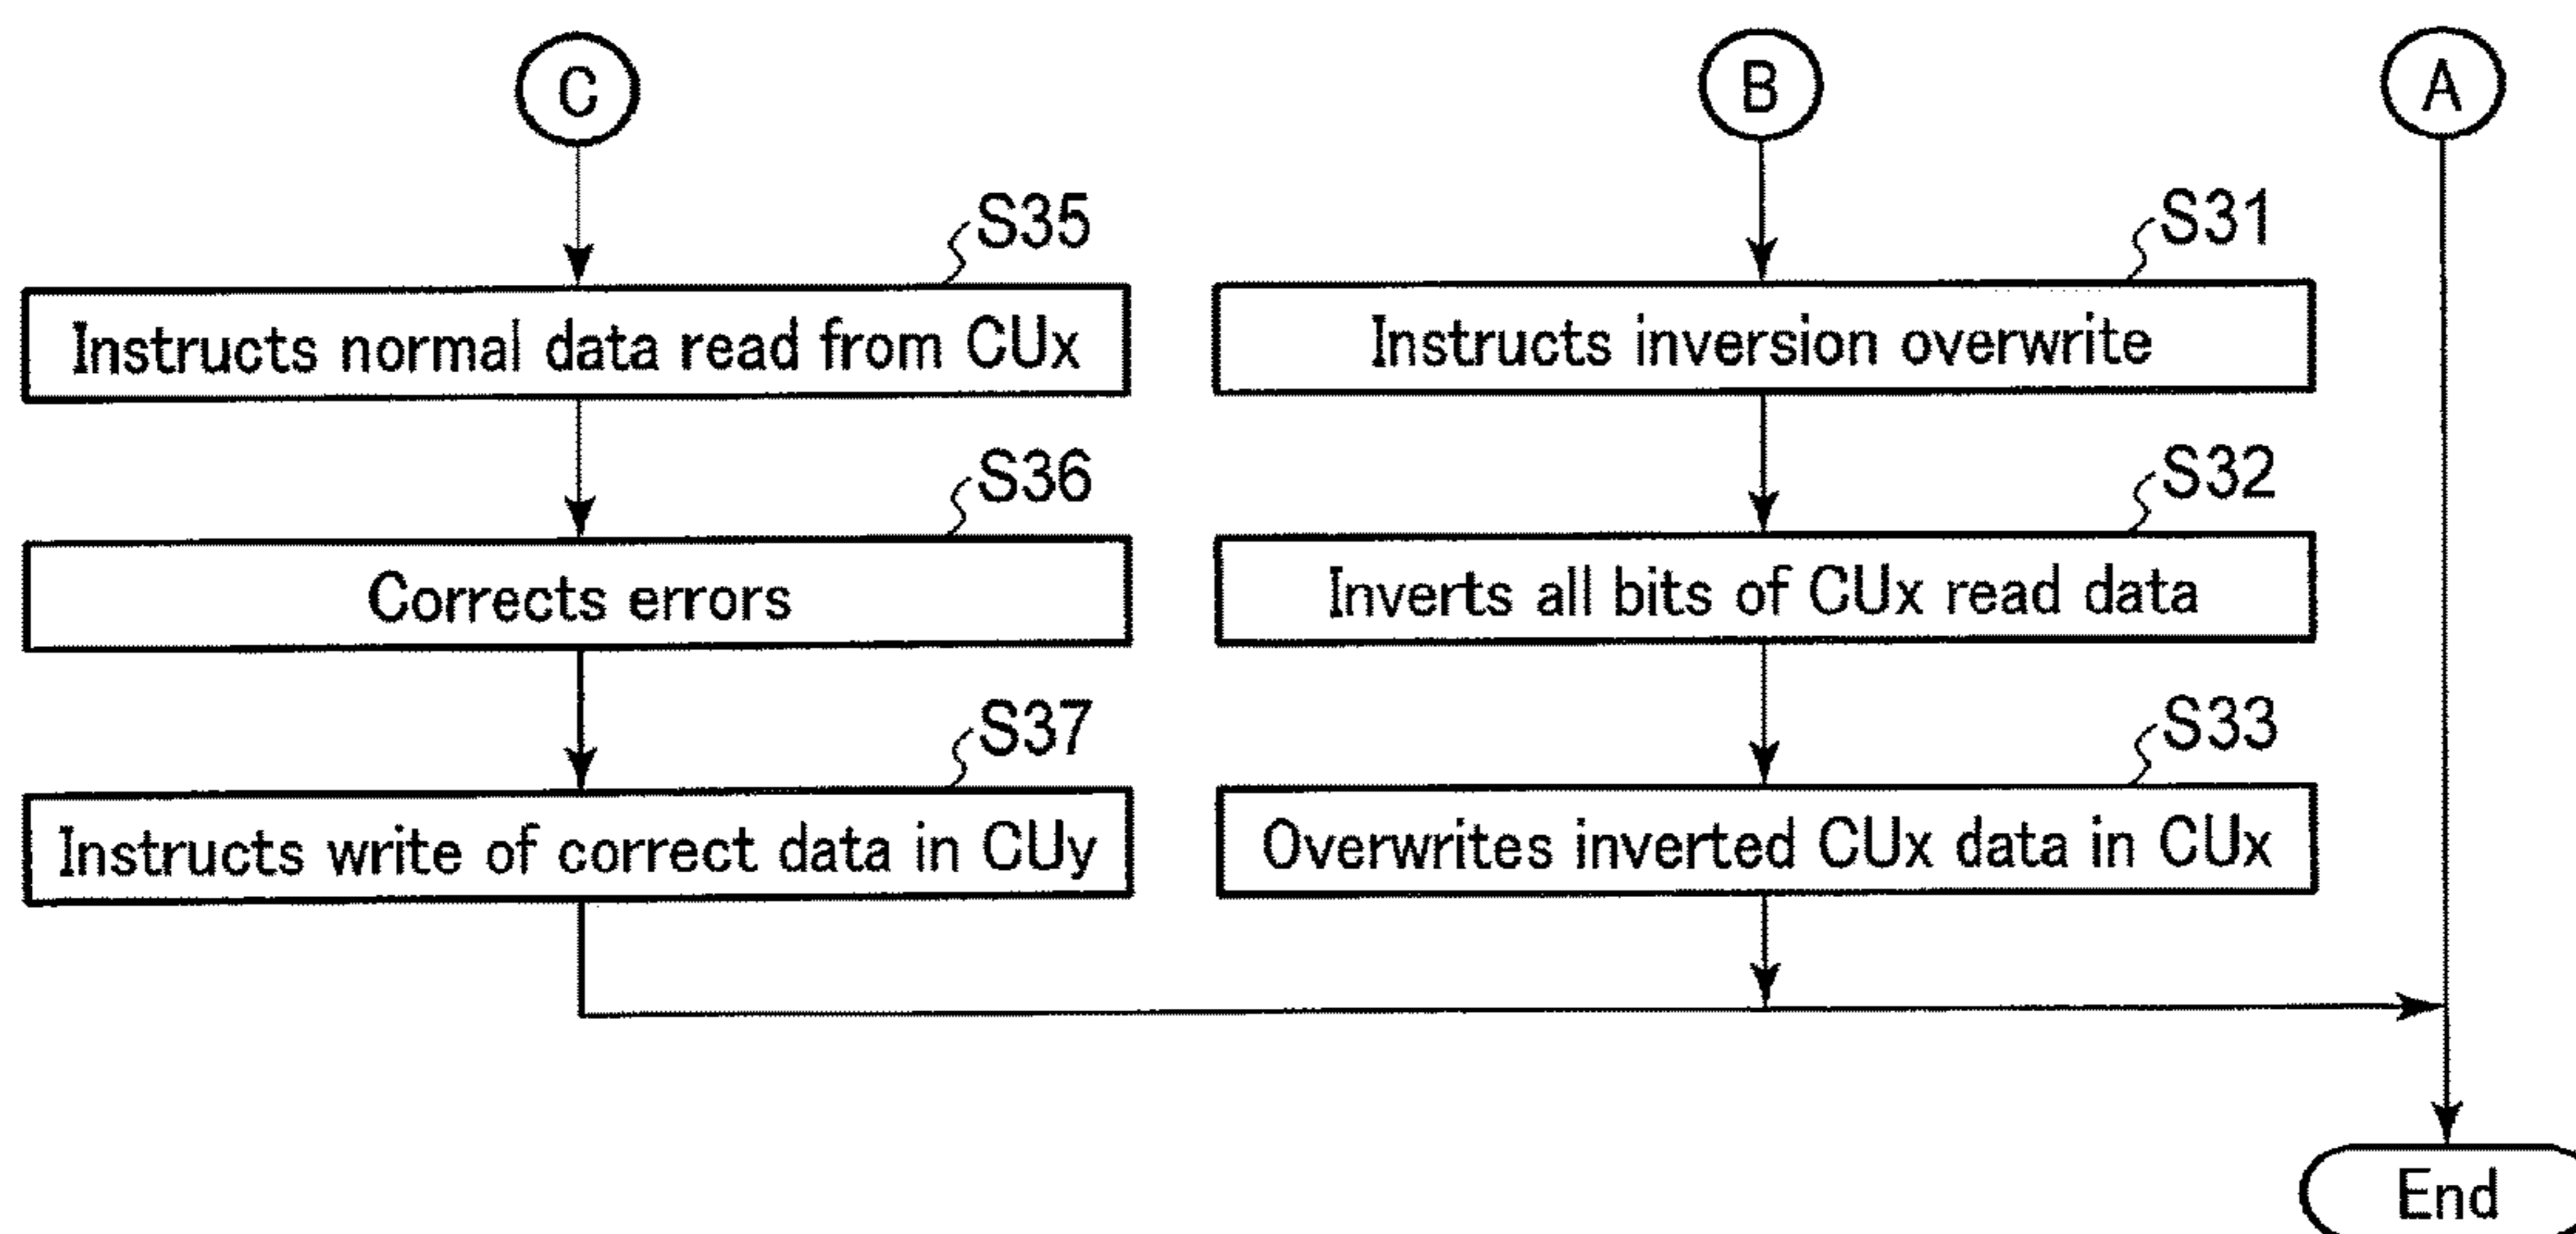 C
B
A
S35
S31
Instructs normal data read from CUx
Instructs inversion overwrite
S36
S32
Corrects errors
Inverts all bits of CUx read data
S37
S33
Instructs write of correct data in CUy
Overwrites inverted CUx data in CUx
End